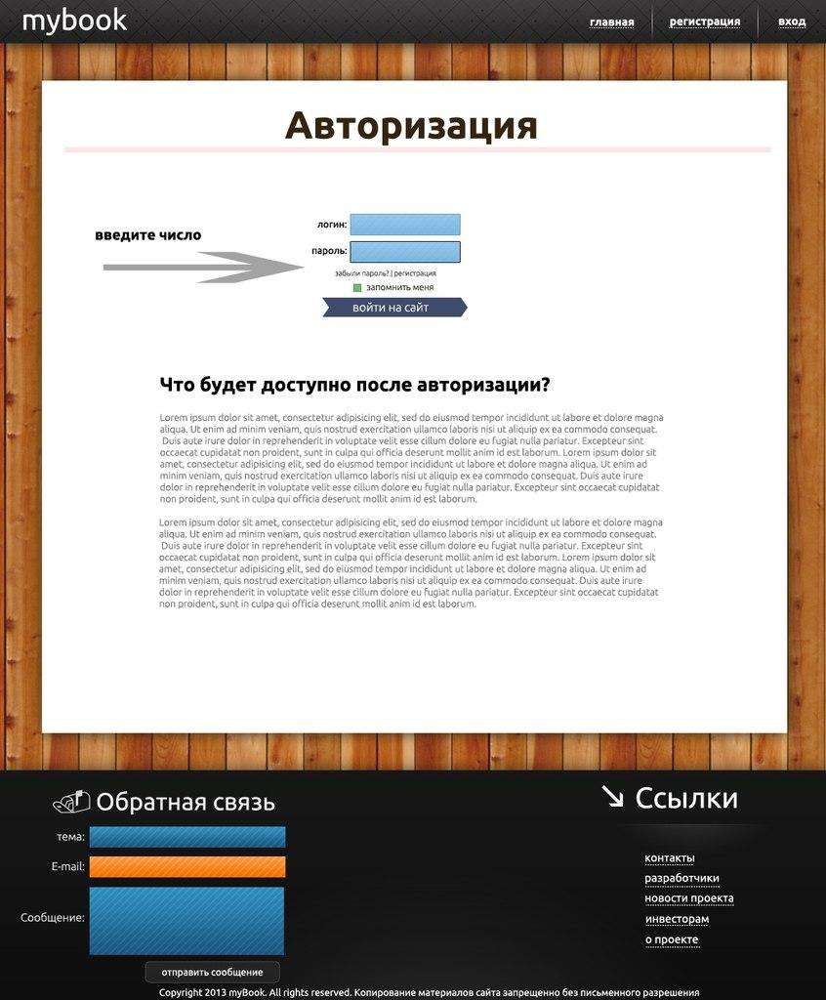 mybook
главная
регистрация
вход
Авторизация
введите число
логин:
пароль:
забыли пароль? | регистрация
запомнить меня
войти на сайт
Что будет доступно после авторизации?
Lorem ipsum dolor sit amet, consectetur adipisicing elit, sed do eiusmod tempor incididunt ut labore et dolore magna
aliqua. Ut enim ad minim veniam, quis nostrud exercitation ullamco laboris nisi ut aliquip ex ea commodo consequat.
Duis aute irure dolor in reprehenderit in voluptate velit esse cillum dolore eu fugiat nulla pariatur. Excepteur sint
occaecat cupidatat non proident, sunt in culpa qui officia deserunt mollit anim id est laborum. Lorem ipsum dolor sit
amet, consectetur adipisicing elit, sed do eiusmod tempor incididunt ut labore et dolore magna aliqua. Ut enim ad
minim veniam, quis nostrud exercitation ullamco laboris nisi ut aliquip ex ea commodo consequat. Duis aute irure
dolor in reprehenderit in voluptate velit esse cillum dolore eu fugiat nulla pariatur. Excepteur sint occaecat cupidatat
non proident, sunt in culpa qui officia deserunt mollit anim id est laborum.
Lorem ipsum dolor sit amet, consectetur adipisicing elit, sed do eiusmod tempor incididunt ut labore et dolore magna
aliqua. Ut enim ad minim veniam, quis nostrud exercitation ullamco laboris nisi ut aliquip ex ea commodo consequat.
Duis aute irure dolor in reprehenderit in voluptate velit esse cillum dolore eu fugiat nulla pariatur. Excepteur sint
occaecat cupidatat non proident, sunt in culpa qui officia deserunt mollit anim id est laborum. Lorem ipsum dolor sit
amet, consectetur adipisicing elit, sed do eiusmod tempor incididunt ut labore et dolore magna aliqua. Ut enim ad
minim veniam, quis nostrud exercitation ullamco laboris nisi ut aliquip ex ea commodo consequat. Duis aute irure
dolor in reprehenderit in voluptate velit esse cillum dolore eu fugiat nulla pariatur. Excepteur sint occaecat cupidatat
non proident, sunt in culpa qui officia deserunt mollit anim id est laborum.
Обратная связь
тема:
E-mail:
Сообщение:
отправить сообщение
Ссылки
контакты
разработчики
новости проекта
инвесторам
о проекте
Copyright 2013 myBook. All rights reserved. Копирование материалов сайта запрещенно без письменного разрешения